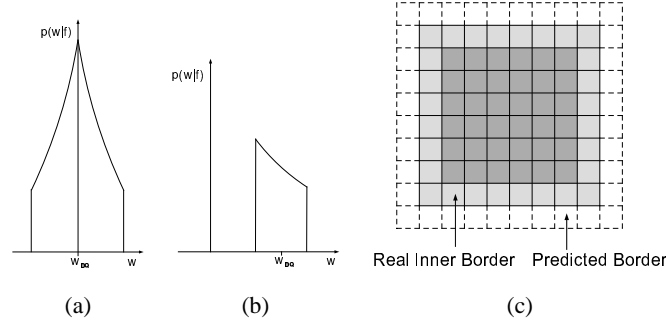 p(w|f)
w_DQ
w
(a)
p(w|f)
w_DQ
w
(b)
Real Inner Border
Predicted Border
(c)